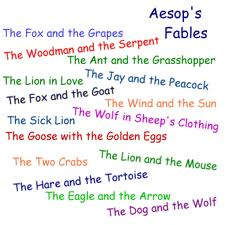 Aesop's
Fables
The Fox and the Grapes
The Woodman and the Serpent
The Ant and the Grasshopper
The Lion in Love
The Jay and the Peacock
The Fox and the Goat
The Wind and the Sun
The Sick Lion
The Wolf in Sheep's Clothing
The Goose with the Golden Eggs
The Two Crabs
The Lion and the Mouse
The Hare and the Tortoise
The Eagle and the Arrow
The Dog and the Wolf